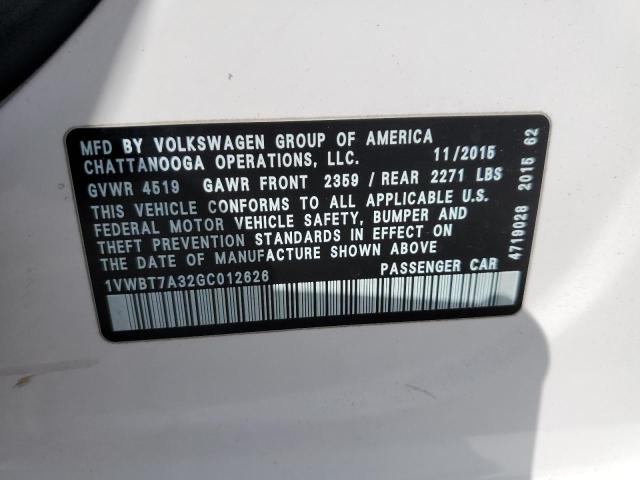 MFD BY VOLKSWAGEN GROUP OF AMERICA
CHATTANOOGA OPERATIONS, LLC. 11/2015
GVWR 4519 GAWR FRONT 2359 / REAR 2271 LBS
THIS VEHICLE CONFORMS TO ALL APPLICABLE U.S.
FEDERAL MOTOR VEHICLE SAFETY, BUMPER AND
THEFT PREVENTION STANDARDS IN EFFECT ON
THE DATE OF MANUFACTURE SHOWN ABOVE
1VWBT7A32GC012626 PASSENGER CAR
4719028 2015 62